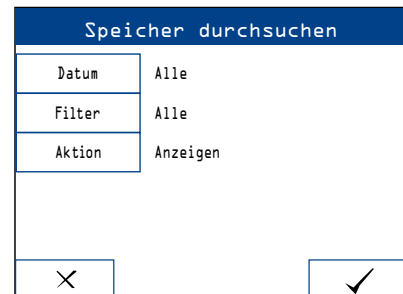 Speicher durchsuchen
Datum Alle
Filter Alle
Aktion Anzeigen